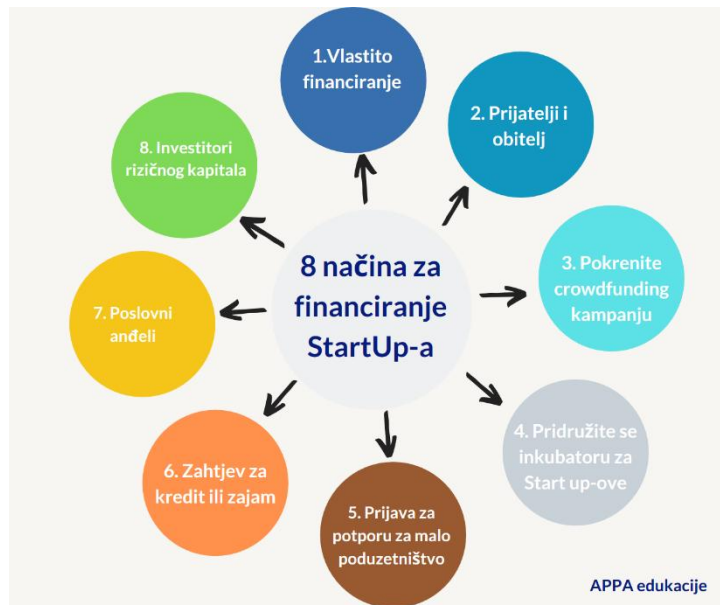 8 načina za
financiranje
StartUp-a
1.Vlastito
financiranje
2. Prijatelji i
obitelj
3. Pokrenite
crowdfunding
kampanju
4. Pridružite se
inkubatoru za
Start up-ove
5. Prijava za
potporu za malo
poduzetništvo
6. Zahtjev za
kredit ili zajam
7. Poslovni
anđeli
8. Investitori
rizičnog kapitala
APPA edukacije